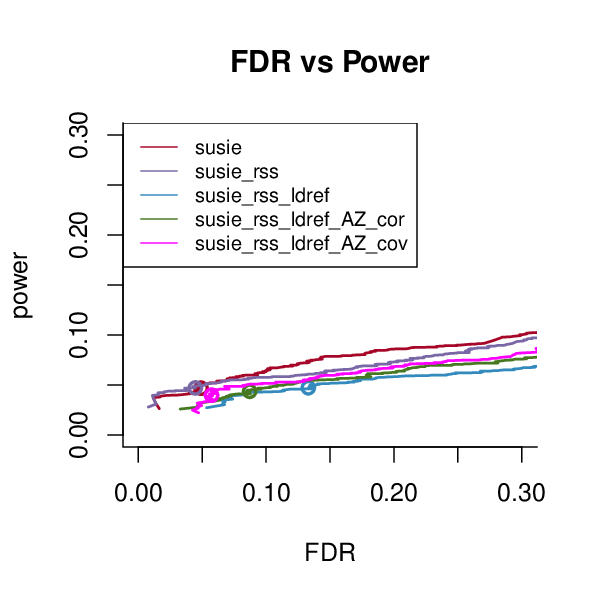 FDR vs Power
susie
susie_rss
susie_rss_ldref
susie_rss_ldref_AZ_cor
susie_rss_ldref_AZ_cov
power
0.30
0.20
0.10
0.00
0.00 0.10 0.20 0.30
FDR